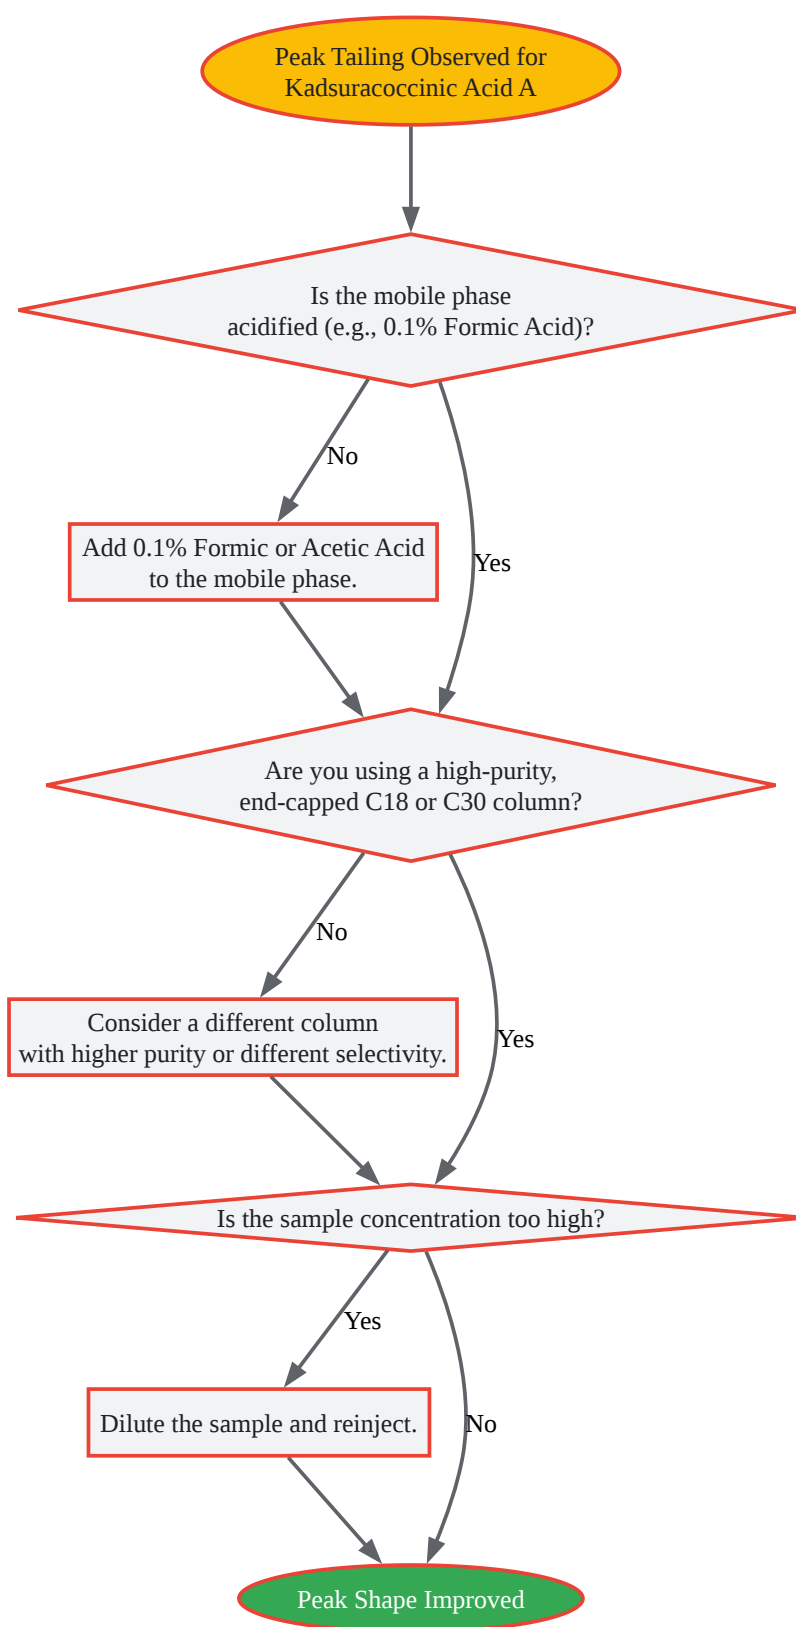 Peak Tailing Observed for
Kadsuracoccinic Acid A
Is the mobile phase
acidified (e.g., 0.1% Formic Acid)?
No
Add 0.1% Formic or Acetic Acid
to the mobile phase.
Yes
Are you using a high-purity,
end-capped C18 or C30 column?
No
Consider a different column
with higher purity or different selectivity.
Yes
Is the sample concentration too high?
Yes
Dilute the sample and reinject.
No
Peak Shape Improved